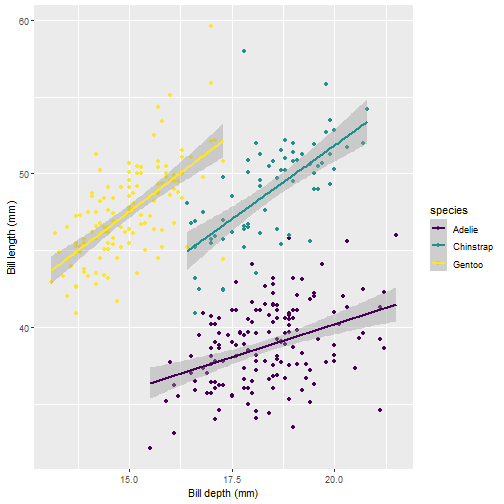 60
50
40
Bill length (mm)
15.0
17.5
20.0
Bill depth (mm)
species
Adelie
Chinstrap
Gentoo